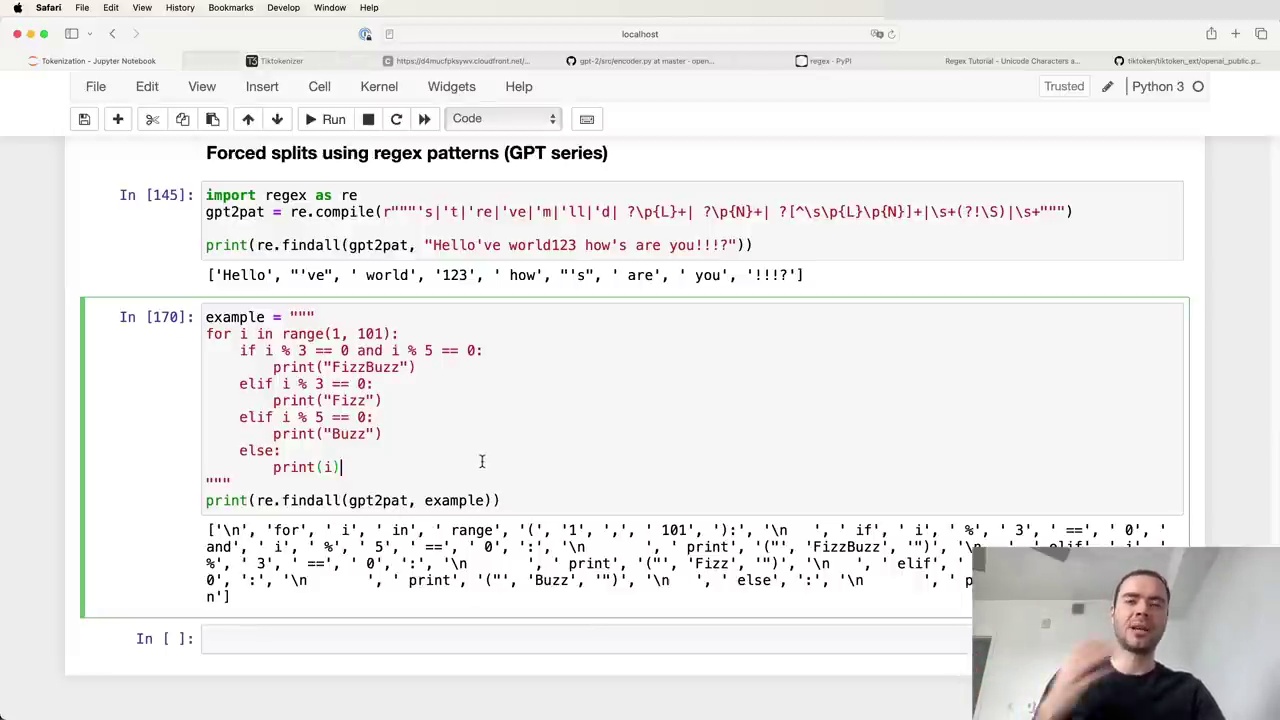 Safari File Edit View History Bookmarks Develop Window Help
localhost
Tokenization - Jupyter Notebook
Tiktokenizer
https://d4mucfpksywv.cloudfront.net/...
gpt-2/src/encoder.py at master · open...
regex · PyPI
Regex Tutorial - Unicode Characters a...
tiktoken/tiktoken_ext/openai_public.p...
File Edit View Insert Cell Kernel Widgets Help Trusted Python 3
Run Code
Forced splits using regex patterns (GPT series)
In [145]:
import regex as re
gpt2pat = re.compile(r"""'s|'t|'re|'ve|'m|'ll|'d| ?\p{L}+| ?\p{N}+| ?[^\s\p{L}\p{N}]+|\s+(?!\S)|\s+""")
print(re.findall(gpt2pat, "Hello've world123 how's are you!!!?"))
['Hello', "'ve", ' world', '123', ' how', "'s", ' are', ' you', '!!!?']
In [170]:
example = """
for i in range(1, 101):
    if i % 3 == 0 and i % 5 == 0:
        print("FizzBuzz")
    elif i % 3 == 0:
        print("Fizz")
    elif i % 5 == 0:
        print("Buzz")
    else:
        print(i)
"""
print(re.findall(gpt2pat, example))
['\n', 'for', ' i', ' in', ' range', '(', '1', ',', ' 101', '):', '\n   ', ' if', ' i', ' %', ' 3', ' ==', ' 0', '
and', ' i', ' %', ' 5', ' ==', ' 0', ':', '\n       ', ' print', '("', 'FizzBuzz', '")', '\n   ', ' elif', ' i', '
%', ' 3', ' ==', ' 0', ':', '\n       ', ' print', '("', 'Fizz', '")', '\n   ', ' elif',
0', ':', '\n       ', ' print', '("', 'Buzz', '")', '\n   ', ' else', ':', '\n       ', ' p
n']
In [ ]: